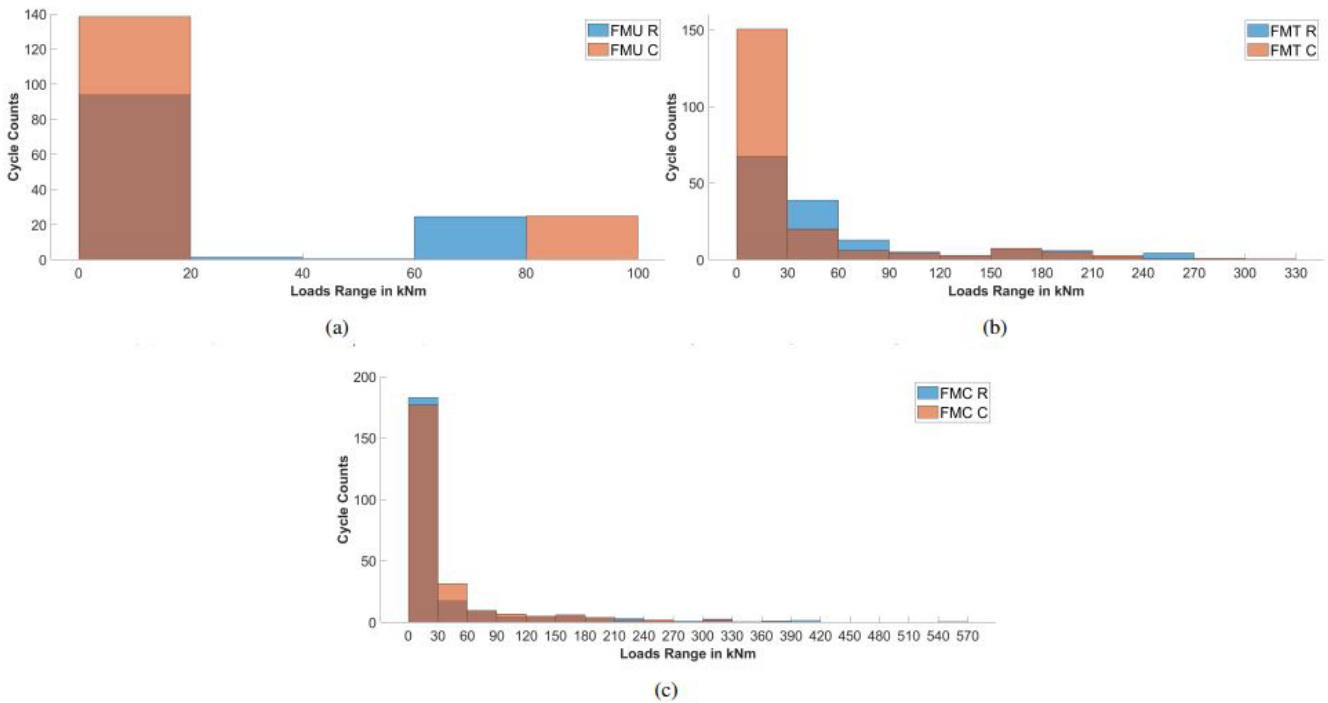 140
120
100
80
60
40
20
0
Cycle Counts
FMU R
FMU C
0 20 40 60 80 100
Loads Range in kNm
(a)
150
100
50
0
Cycle Counts
FMT R
FMT C
0 30 60 90 120 150 180 210 240 270 300 330
Loads Range in kNm
(b)
200
150
100
50
0
Cycle Counts
FMC R
FMC C
0 30 60 90 120 150 180 210 240 270 300 330 360 390 420 450 480 510 540 570
Loads Range in kNm
(c)